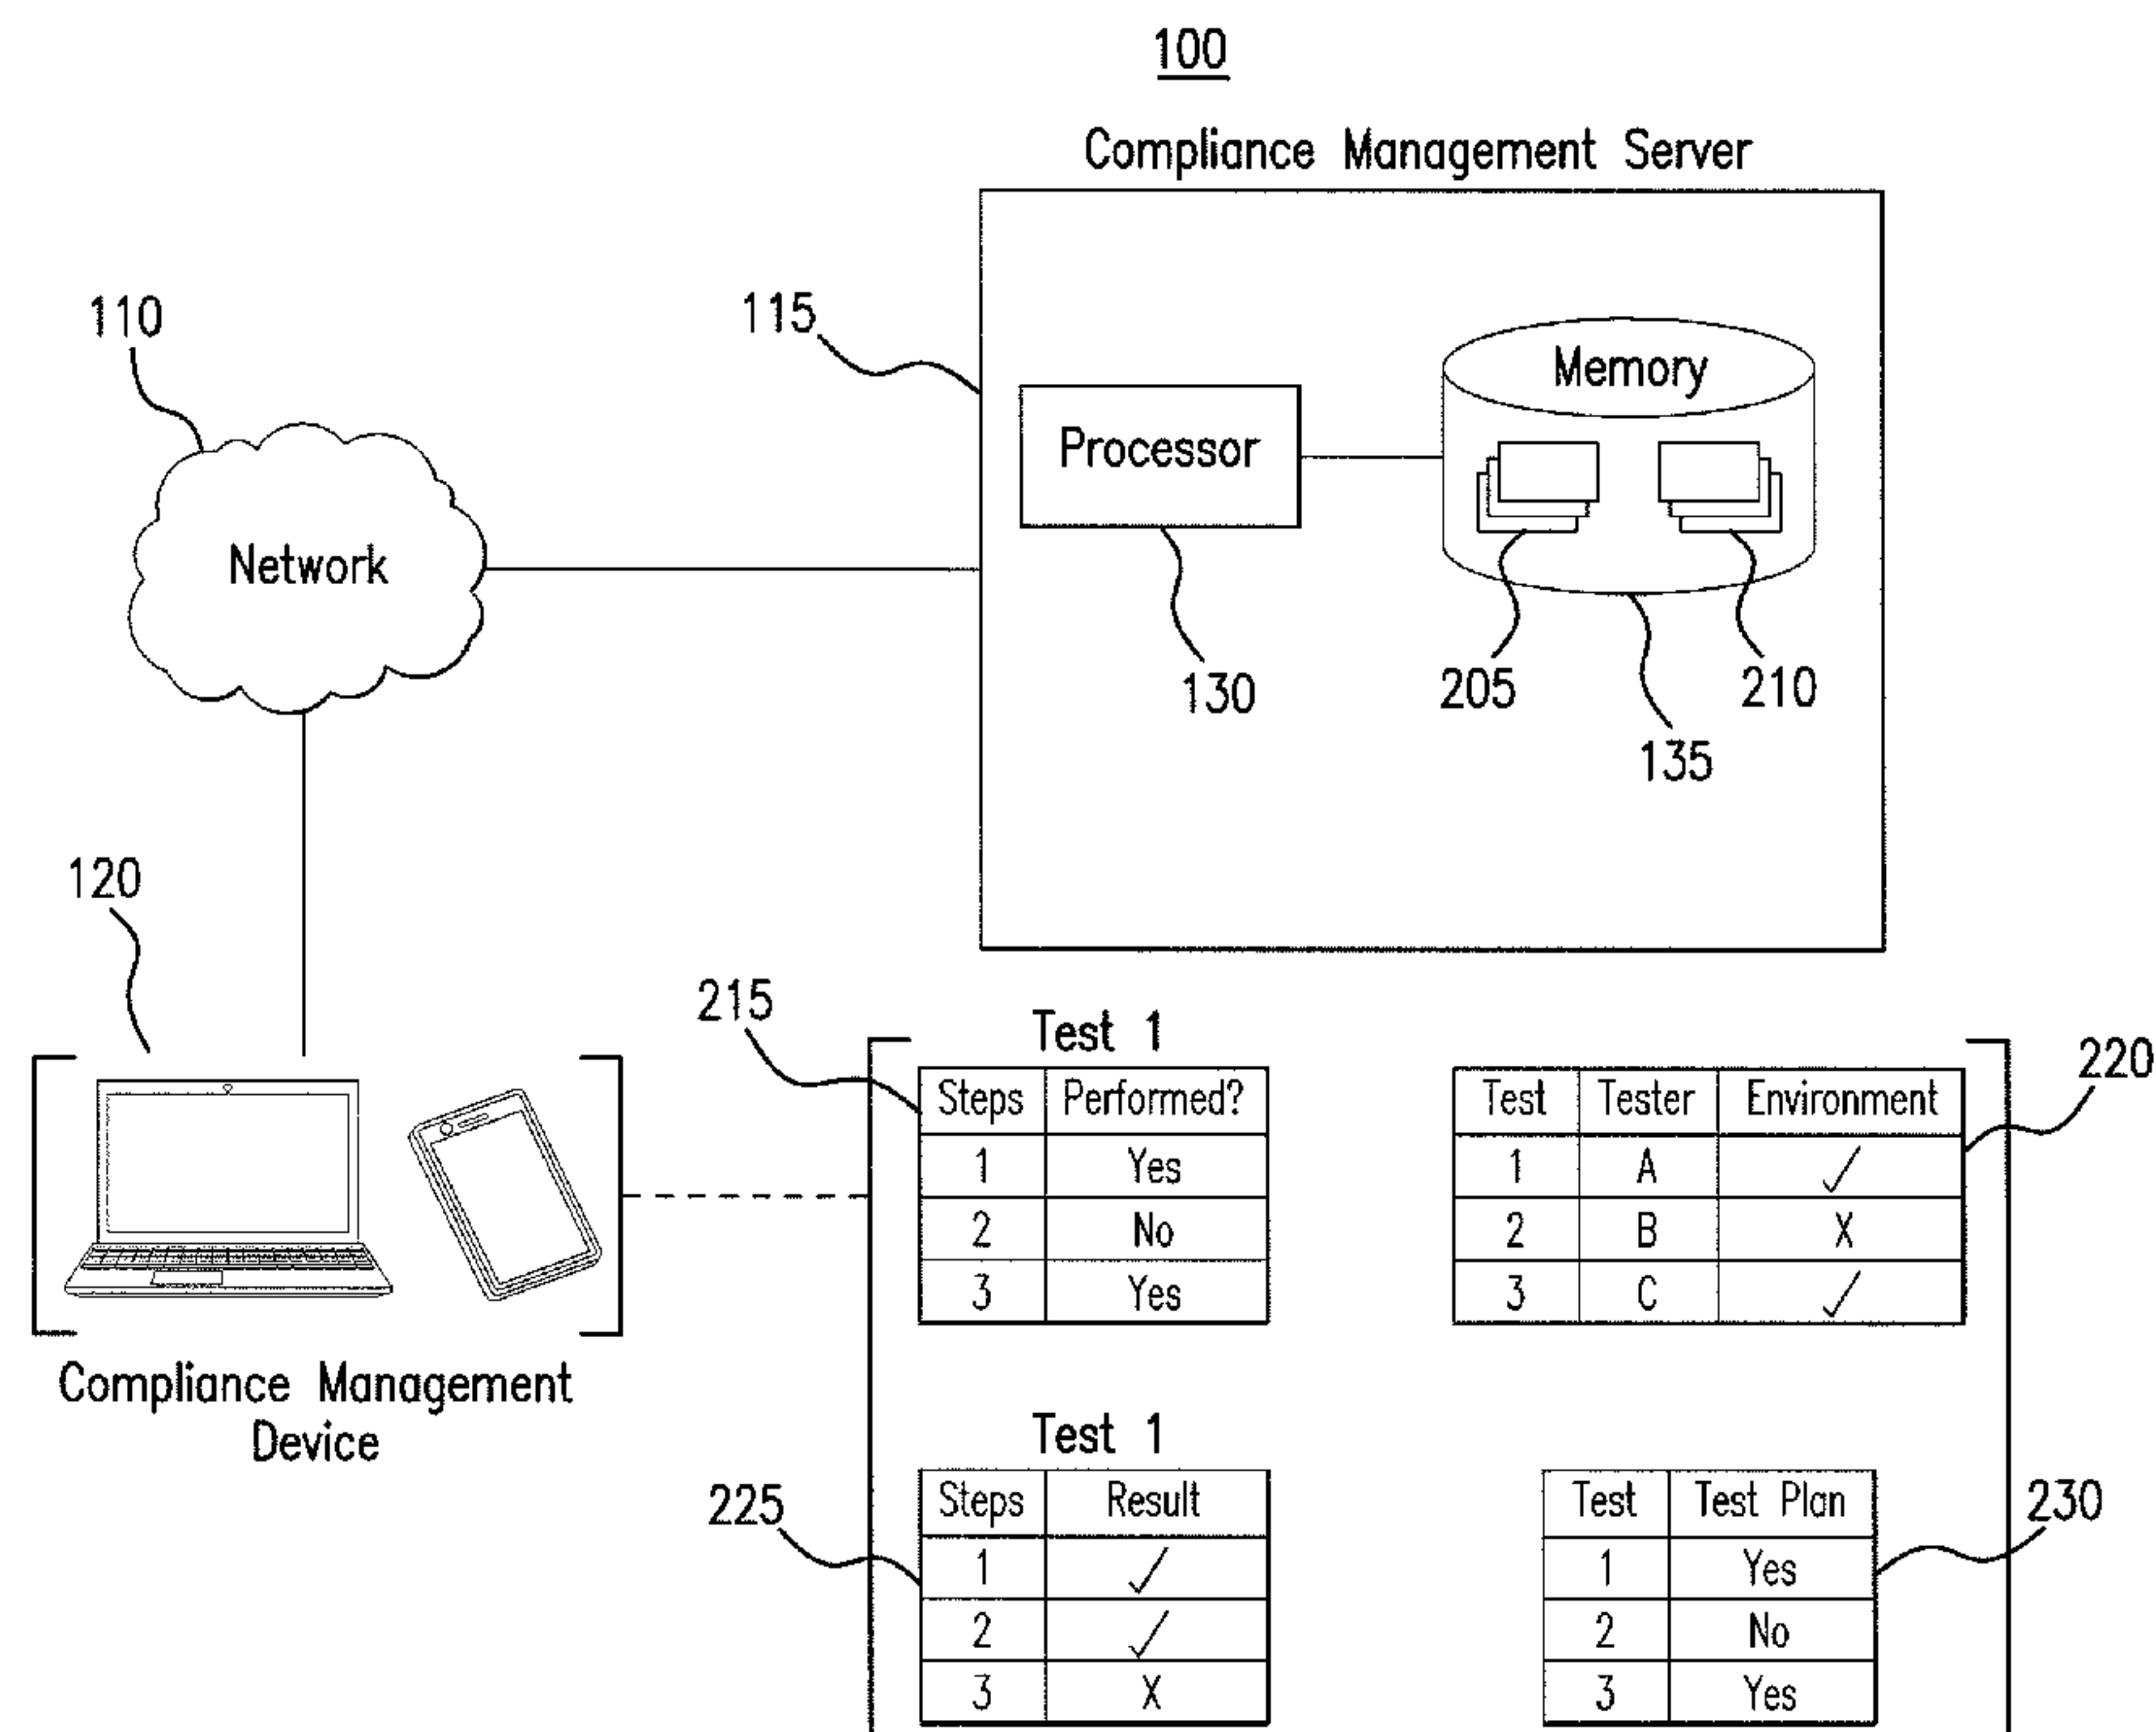 100
Compliance Management Server
110
115
Memory
Processor
Network
130
205
210
135
120
215
Test 1
220
Steps Performed?
1 Yes
2 No
3 Yes
Test Tester Environment
1 A ✓
2 B X
3 C ✓
Compliance Management
Device
Test 1
225
Steps Result
1 ✓
2 ✓
3 X
230
Test Test Plan
1 Yes
2 No
3 Yes